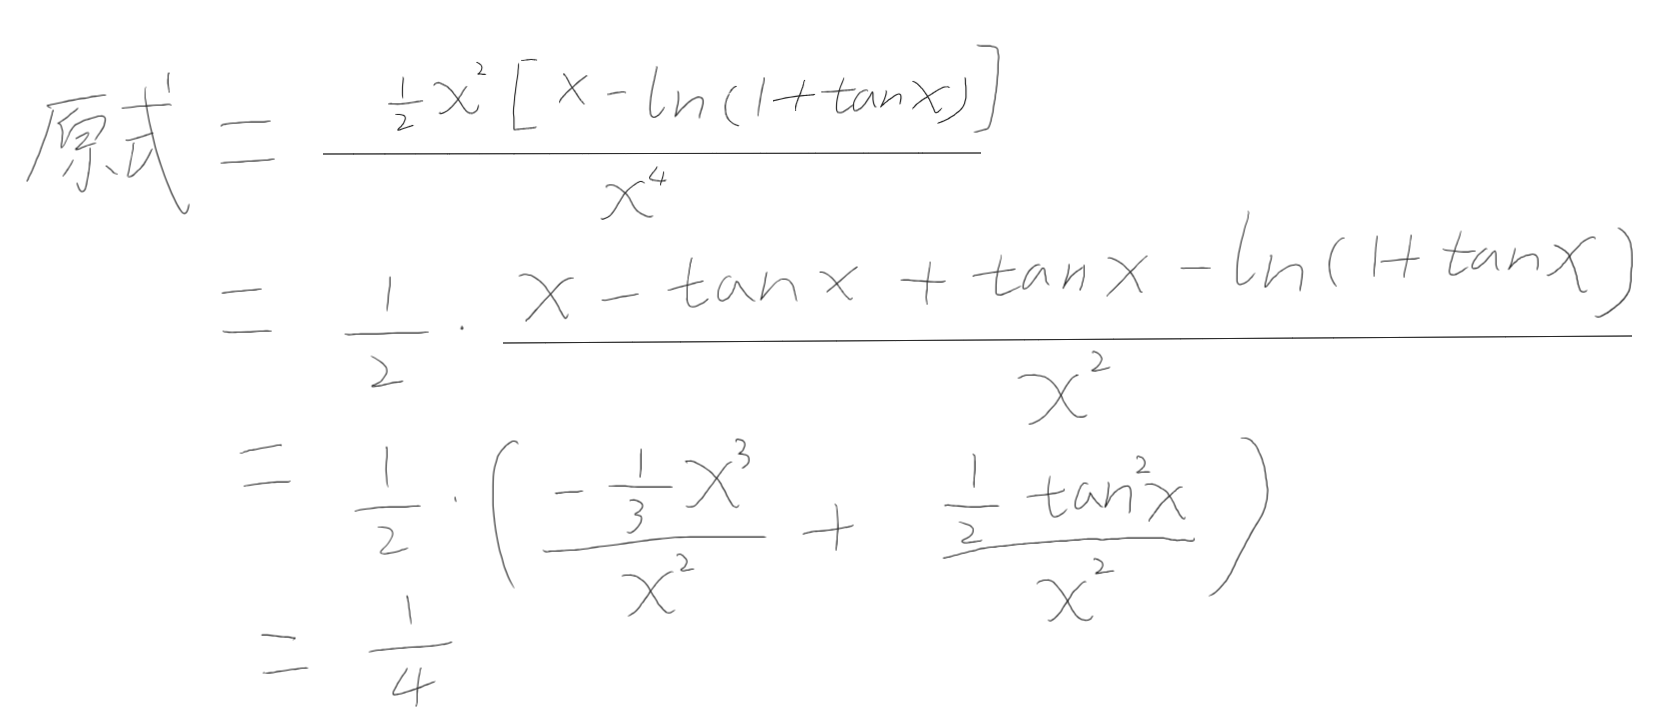 原式 = \frac{\frac{1}{2}x^2[x-\ln(1+\tan x)]}{x^4}
= \frac{1}{2} \cdot \frac{x-\tan x+\tan x-\ln(1+\tan x)}{x^2}
= \frac{1}{2} \cdot \left(\frac{-\frac{1}{3}x^3}{x^2}+\frac{\frac{1}{2}\tan^2 x}{x^2}\right)
= \frac{1}{4}